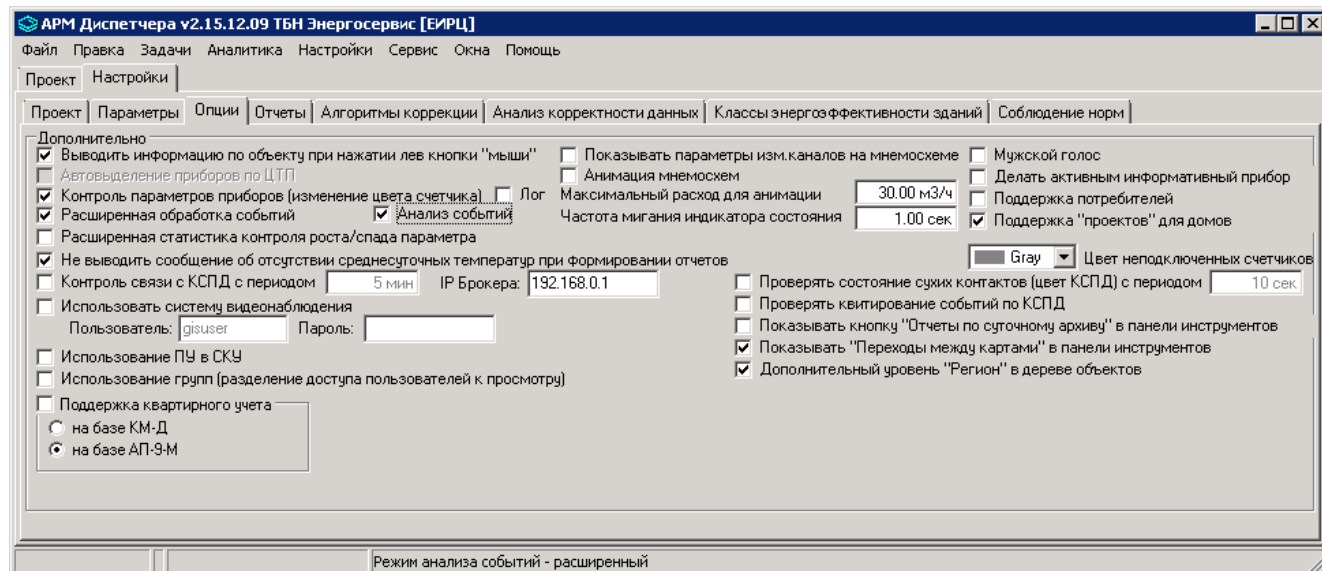 АРМ Диспетчера v2.15.12.09 ТБН Энергосервис [ЕИРЦ]
Файл Правка Задачи Аналитика Настройки Сервис Окна Помощь
Проект Настройки
Проект Параметры Опции Отчеты Алгоритмы коррекции Анализ корректности данных Классы энергоэффективности зданий Соблюдение норм
Дополнительно
Выводить информацию по объекту при нажатии лев кнопки "мыши" Показывать параметры изм.каналов на мнемосхеме Мужской голос
Автовыделение приборов по ЦТП Анимация мнемосхем Делать активным информативный прибор
Контроль параметров приборов (изменение цвета счетчика) Лог Максимальный расход для анимации 30.00 м3/ч Поддержка потребителей
Расширенная обработка событий Анализ событий Частота мигания индикатора состояния 1.00 сек Поддержка "проектов" для домов
Расширенная статистика контроля роста/спада параметра
Не выводить сообщение об отсутствии среднесуточных температур при формировании отчетов Gray Цвет неподключенных счетчиков
Контроль связи с КСПД с периодом 5 мин IP Брокера: 192.168.0.1 Проверять состояние сухих контактов (цвет КСПД) с периодом 10 сек
Использовать систему видеонаблюдения Проверять квитирование событий по КСПД
Пользователь: gisuser Пароль: Показывать кнопку "Отчеты по суточному архиву" в панели инструментов
Использование ПУ в СКУ Показывать "Переходы между картами" в панели инструментов
Использование групп (разделение доступа пользователей к просмотру) Дополнительный уровень "Регион" в дереве объектов
Поддержка квартирного учета
на базе КМ-Д
на базе АП-9-М
Режим анализа событий - расширенный